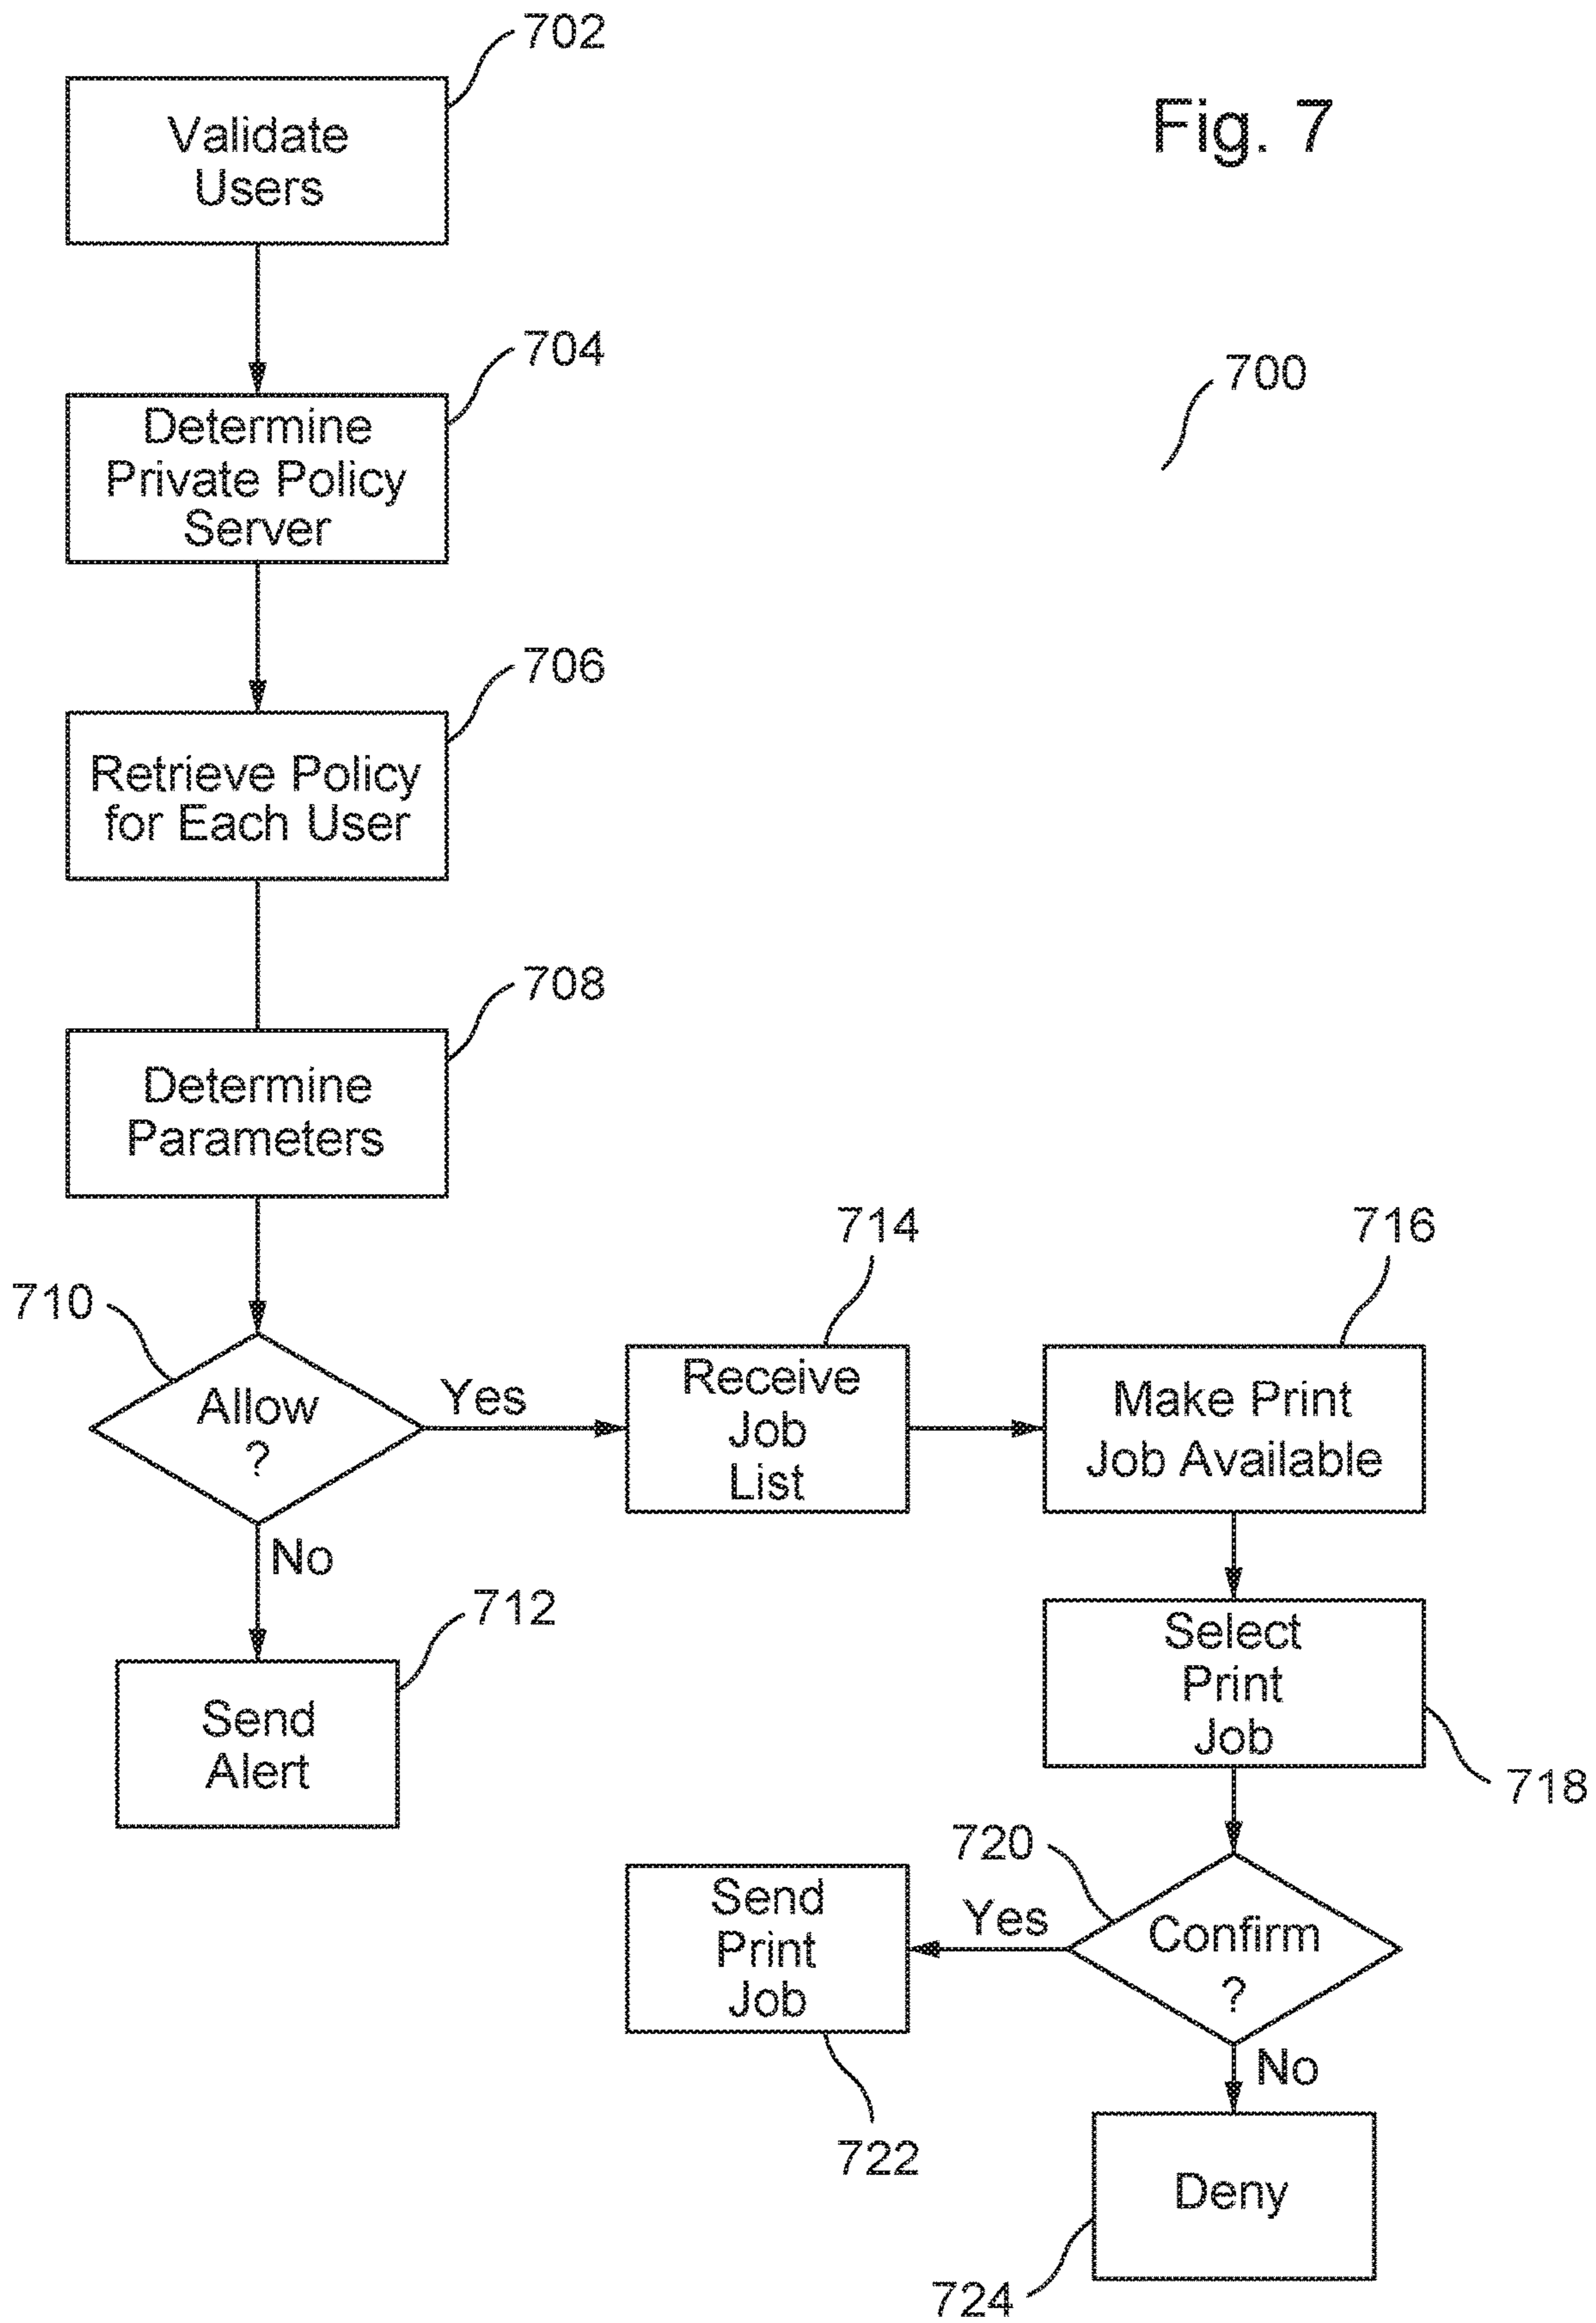 702
Validate
Users
Fig. 7
704
Determine
Private Policy
Server
700
706
Retrieve Policy
for Each User
708
Determine
Parameters
710
Allow
?
Yes
No
712
Send
Alert
714
Receive
Job
List
716
Make Print
Job Available
Select
Print
Job
718
720
Confirm
?
Yes
Send
Print
Job
722
No
Deny
724